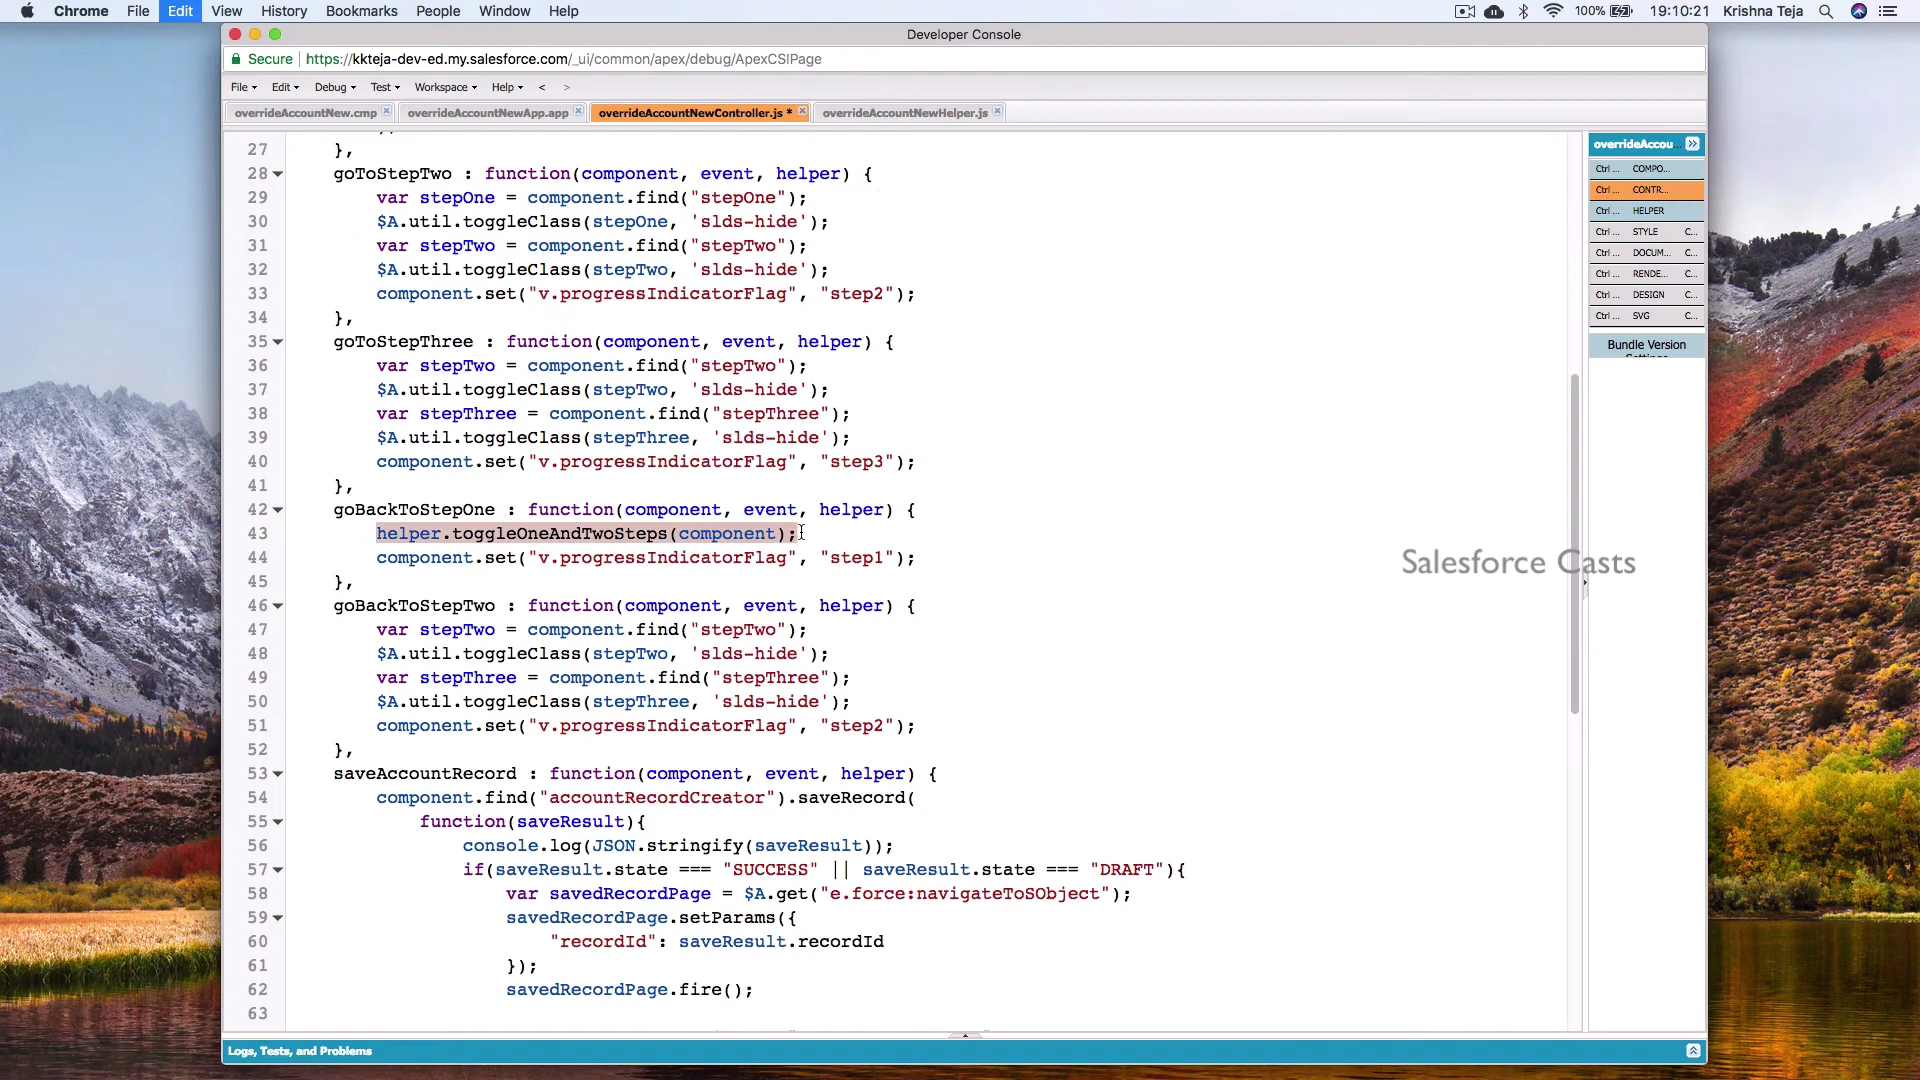 Chrome File Edit View History Bookmarks People Window Help 100% 19:10:21 Krishna Teja
Developer Console
Secure https://kkteja-dev-ed.my.salesforce.com/_ui/common/apex/debug/ApexCSIPage
File Edit Debug Test Workspace Help < >
overrideAccountNew.cmp overrideAccountNewApp.app overrideAccountNewController.js * overrideAccountNewHelper.js
27 },
28 goToStepTwo : function(component, event, helper) {
29 var stepOne = component.find("stepOne");
30 $A.util.toggleClass(stepOne, 'slds-hide');
31 var stepTwo = component.find("stepTwo");
32 $A.util.toggleClass(stepTwo, 'slds-hide');
33 component.set("v.progressIndicatorFlag", "step2");
34 },
35 goToStepThree : function(component, event, helper) {
36 var stepTwo = component.find("stepTwo");
37 $A.util.toggleClass(stepTwo, 'slds-hide');
38 var stepThree = component.find("stepThree");
39 $A.util.toggleClass(stepThree, 'slds-hide');
40 component.set("v.progressIndicatorFlag", "step3");
41 },
42 goBackToStepOne : function(component, event, helper) {
43 helper.toggleOneAndTwoSteps(component);
44 component.set("v.progressIndicatorFlag", "step1");
45 },
46 goBackToStepTwo : function(component, event, helper) {
47 var stepTwo = component.find("stepTwo");
48 $A.util.toggleClass(stepTwo, 'slds-hide');
49 var stepThree = component.find("stepThree");
50 $A.util.toggleClass(stepThree, 'slds-hide');
51 component.set("v.progressIndicatorFlag", "step2");
52 },
53 saveAccountRecord : function(component, event, helper) {
54 component.find("accountRecordCreator").saveRecord(
55 function(saveResult){
56 console.log(JSON.stringify(saveResult));
57 if(saveResult.state === "SUCCESS" || saveResult.state === "DRAFT"){
58 var savedRecordPage = $A.get("e.force:navigateToSObject");
59 savedRecordPage.setParams({
60 "recordId": saveResult.recordId
61 });
62 savedRecordPage.fire();
63
overrideAccou
Ctrl ... COMPO...
Ctrl ... CONTR...
Ctrl ... HELPER
Ctrl ... STYLE C...
Ctrl ... DOCUM... C...
Ctrl ... RENDE... C...
Ctrl ... DESIGN C...
Ctrl ... SVG C...
Bundle Version
Salesforce Casts
Logs, Tests, and Problems